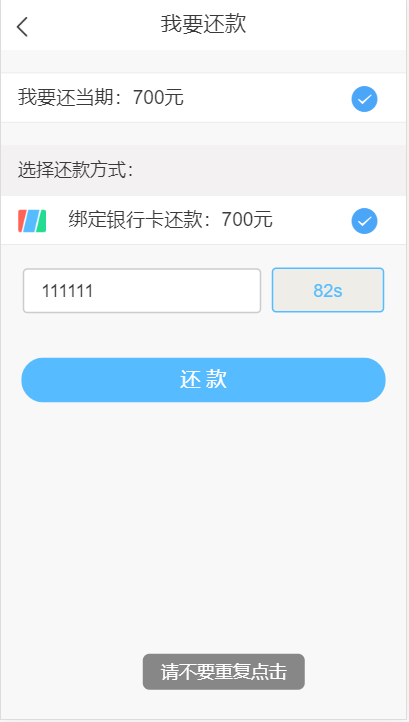 我要还款
我要还当期：700元
选择还款方式：
绑定银行卡还款：700元
111111
82s
还 款
请不要重复点击